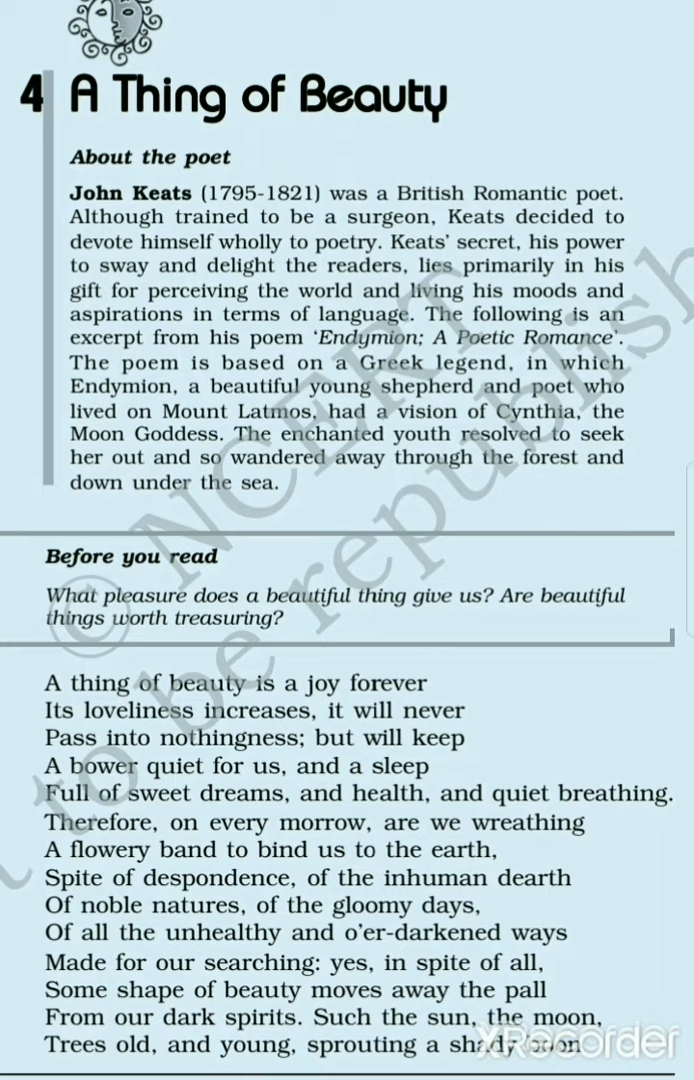 4 A Thing of Beauty
About the poet
John Keats (1795-1821) was a British Romantic poet.
Although trained to be a surgeon, Keats decided to
devote himself wholly to poetry. Keats' secret, his power
to sway and delight the readers, lies primarily in his
gift for perceiving the world and living his moods and
aspirations in terms of language. The following is an
excerpt from his poem 'Endymion; A Poetic Romance'.
The poem is based on a Greek legend, in which
Endymion, a beautiful young shepherd and poet who
lived on Mount Latmos, had a vision of Cynthia, the
Moon Goddess. The enchanted youth resolved to seek
her out and so wandered away through the forest and
down under the sea.
Before you read
What pleasure does a beautiful thing give us? Are beautiful
things worth treasuring?
A thing of beauty is a joy forever
Its loveliness increases, it will never
Pass into nothingness; but will keep
A bower quiet for us, and a sleep
Full of sweet dreams, and health, and quiet breathing.
Therefore, on every morrow, are we wreathing
A flowery band to bind us to the earth,
Spite of despondence, of the inhuman dearth
Of noble natures, of the gloomy days,
Of all the unhealthy and o'er-darkened ways
Made for our searching: yes, in spite of all,
Some shape of beauty moves away the pall
From our dark spirits. Such the sun, the moon,
Trees old, and young, sprouting a shady boon
© NCERT
to be republish
XRecorder